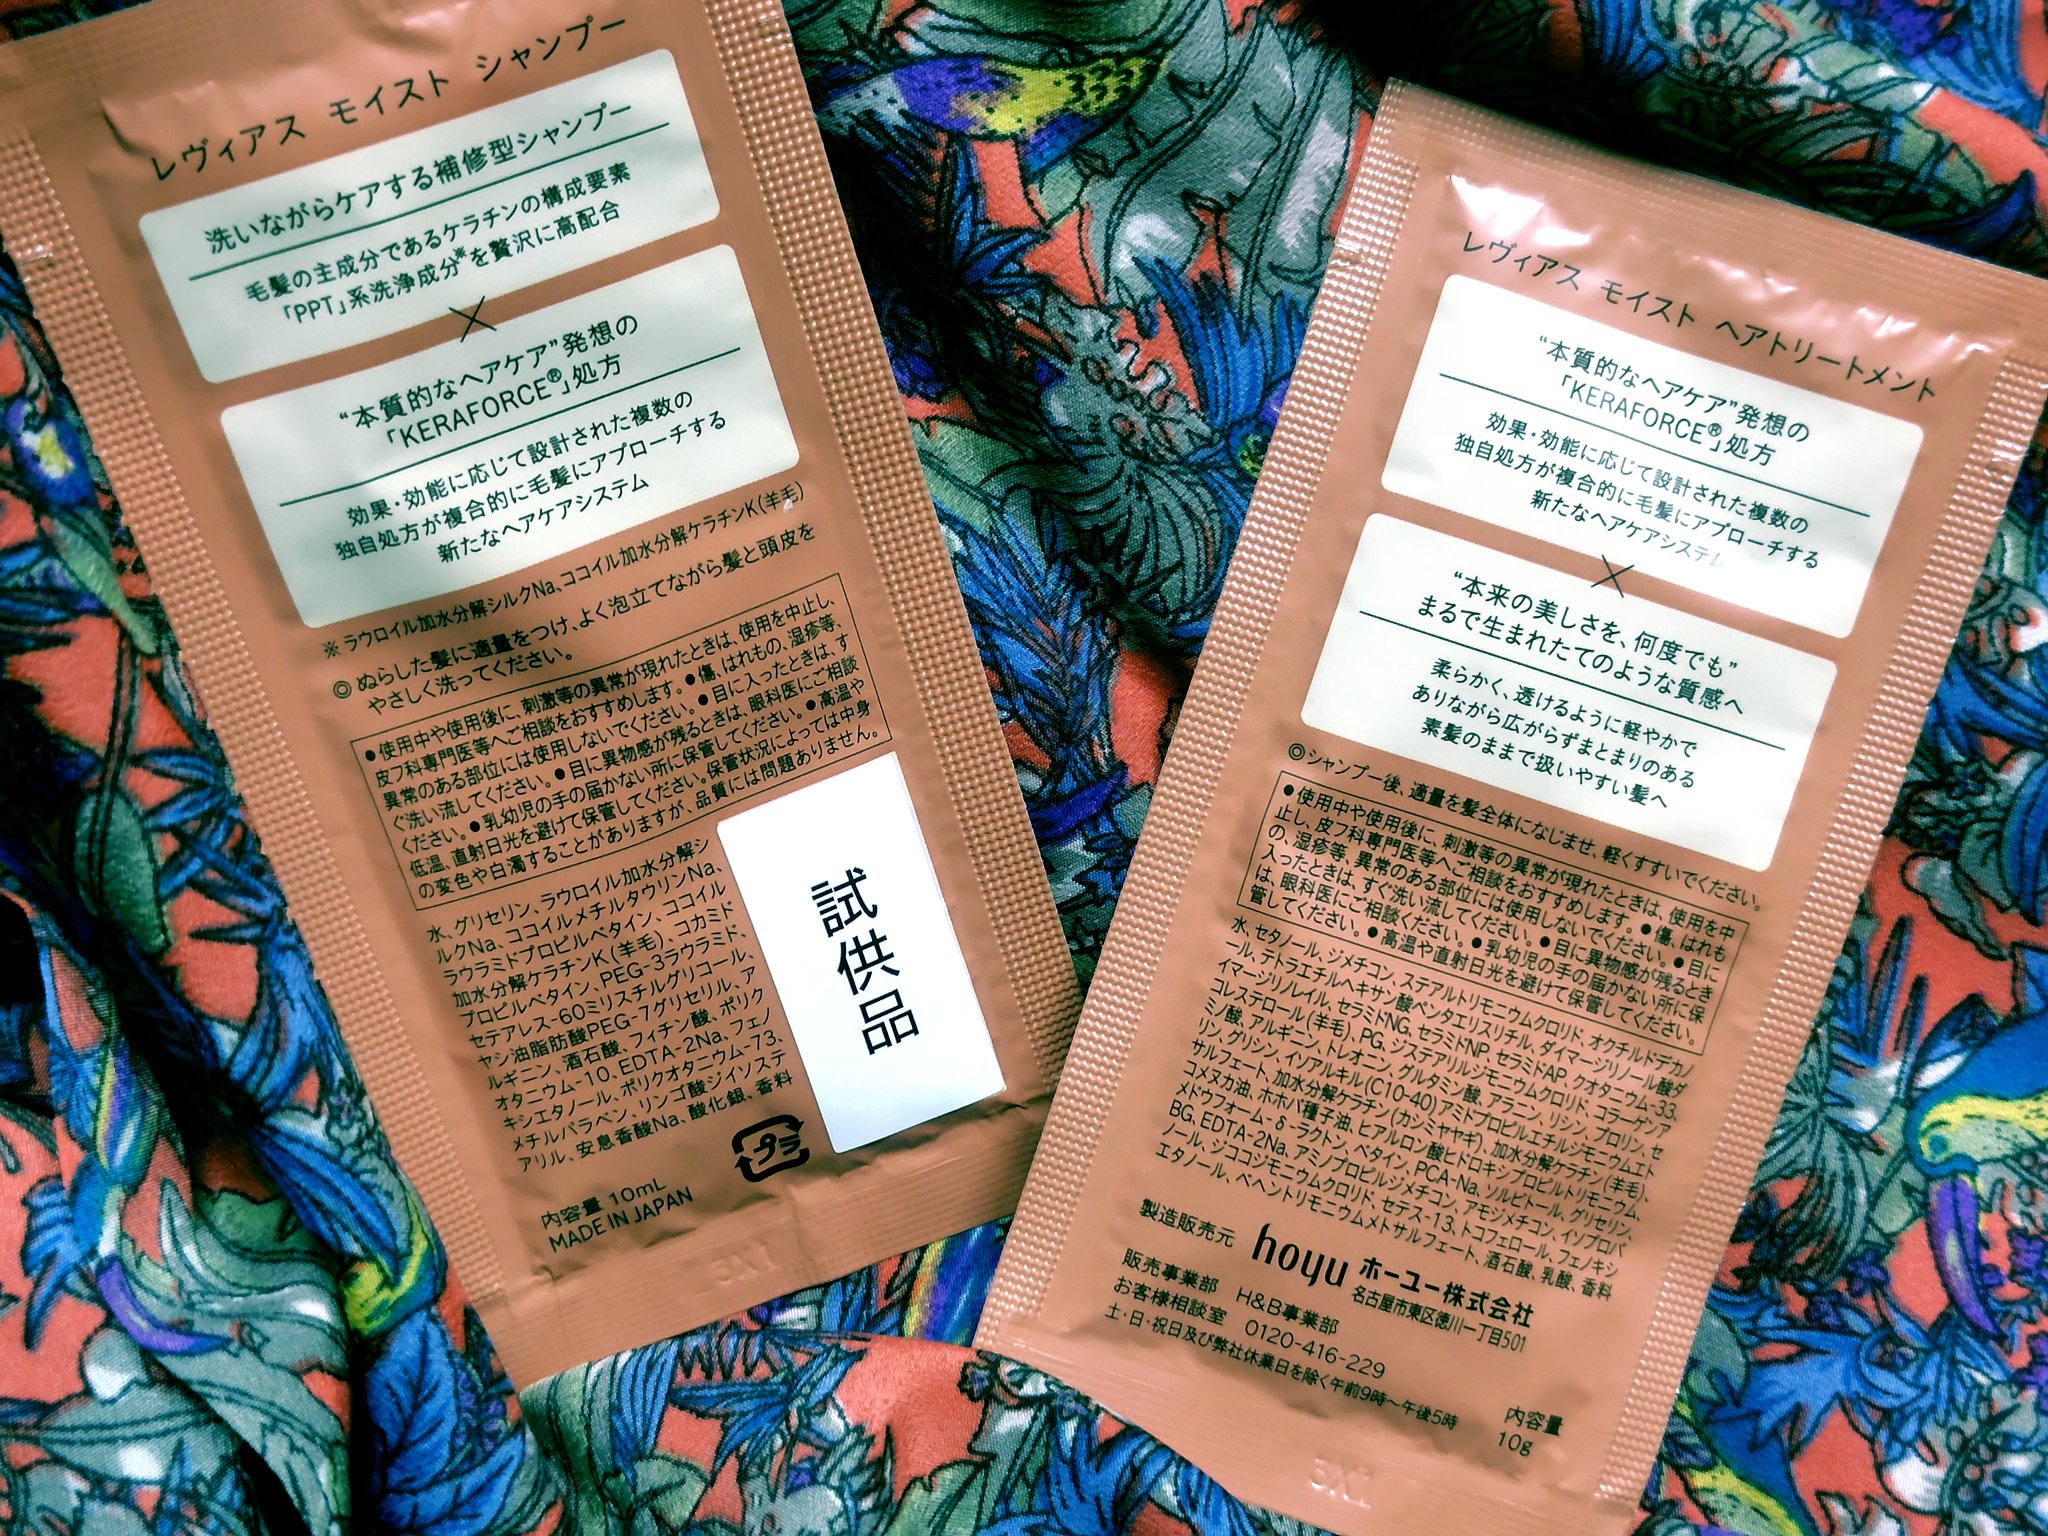 レヴィアス モイスト シャンプー
洗いながらケアする補修型シャンプー
毛髪の主成分であるケラチンの構成要素
「PPT」系洗浄成分※を贅沢に高配合
×
“本質的なヘアケア”発想の
「KERAFORCE®」処方
効果・効能に応じて設計された複数の
独自処方が複合的に毛髪にアプローチする
新たなヘアケアシステム
※ラウロイル加水分解シルクNa、ココイル加水分解ケラチンK(羊毛)
◎ぬらした髪に適量をつけ、よく泡立てながら髪と頭皮を
やさしく洗ってください。
●使用中や使用後に、刺激等の異常が現れたときは、使用を中止し、
皮フ科専門医等へご相談をおすすめします。●傷、はれもの、湿疹等、
異常のある部位には使用しないでください。●目に入ったときは、す
ぐ洗い流してください。●目に異物感が残るときは、眼科医にご相談
ください。●乳幼児の手の届かない所に保管してください。●高温や
低温、直射日光を避けて保管してください。保管状況によっては中身
の変色や白濁することがありますが、品質には問題ありません。
水、グリセリン、ラウロイル加水分解シ
ルクNa、ココイルメチルタウリンNa、
ラウラミドプロピルベタイン、ココイル
加水分解ケラチンK(羊毛)、コカミド
プロピルベタイン、PEG-3ラウラミド、
セテアレス-60ミリスチルグリコール、
ヤシ油脂肪酸PEG-7グリセリル、ア
ルギニン、酒石酸、フィチン酸、ポリク
オタニウム-10、EDTA-2Na、フェノ
キシエタノール、ポリクオタニウム-73、
メチルパラベン、リンゴ酸ジイソステ
アリル、安息香酸Na、酸化銀、香料
試供品
プラ
内容量 10mL
MADE IN JAPAN
レヴィアス モイスト ヘアトリートメント
“本質的なヘアケア”発想の
「KERAFORCE®」処方
効果・効能に応じて設計された複数の
独自処方が複合的に毛髪にアプローチする
新たなヘアケアシステム
×
“本来の美しさを、何度でも”
まるで生まれたてのような質感へ
柔らかく、透けるように軽やかで
ありながら広がらずまとまりのある
素髪のままで扱いやすい髪へ
◎シャンプー後、適量を髪全体になじませ、軽くすすいでください。
●使用中や使用後に、刺激等の異常が現れたときは、使用を中
止し、皮フ科専門医等へご相談をおすすめします。●傷、はれも
の、湿疹等、異常のある部位には使用しないでください。●目に
入ったときは、すぐ洗い流してください。●目に異物感が残るとき
は、眼科医にご相談ください。●乳幼児の手の届かない所に保
管してください。●高温や直射日光を避けて保管してください。
水、セタノール、ジメチコン、ステアルトリモニウムクロリド、オクチルドデカノ
ール、テトラエチルヘキサン酸ペンタエリスリチル、ダイマージリノール酸ダ
イマージリノレイル、セラミドNG、セラミドNP、セラミドAP、クオタニウム-33、
コレステロール(羊毛)、PG、ジステアリルジモニウムクロリド、コラーゲンア
ミノ酸、アルギニン、トレオニン、グルタミン酸、アラニン、リシン、プロリン、セ
リン、グリシン、イソアルキル(C10-40)アミドプロピルエチルジモニウムエト
サルフェート、加水分解ケラチン(カシミヤヤギ)、加水分解ケラチン(羊毛)、
コメヌカ油、ホホバ種子油、ヒアルロン酸ヒドロキシプロピルトリモニウム、
メドウフォーム-δ-ラクトン、ベタイン、PCA-Na、ソルビトール、グリセリン、
BG、EDTA-2Na、アミノプロピルジメチコン、アモジメチコン、イソプロパ
ノール、ジココジモニウムクロリド、セテス-13、トコフェロール、フェノキシ
エタノール、ベヘントリモニウムメトサルフェート、酒石酸、乳酸、香料
製造販売元 hoyu ホーユー株式会社
名古屋市東区徳川一丁目501
販売事業部 H&B事業部
お客様相談室 0120-416-229
土・日・祝日及び弊社休業日を除く午前9時～午後5時
内容量
10g